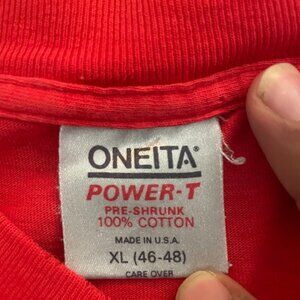 ONEITA®
POWER-T
PRE-SHRUNK
100% COTTON
MADE IN U.S.A.
XL (46-48)
CARE OVER